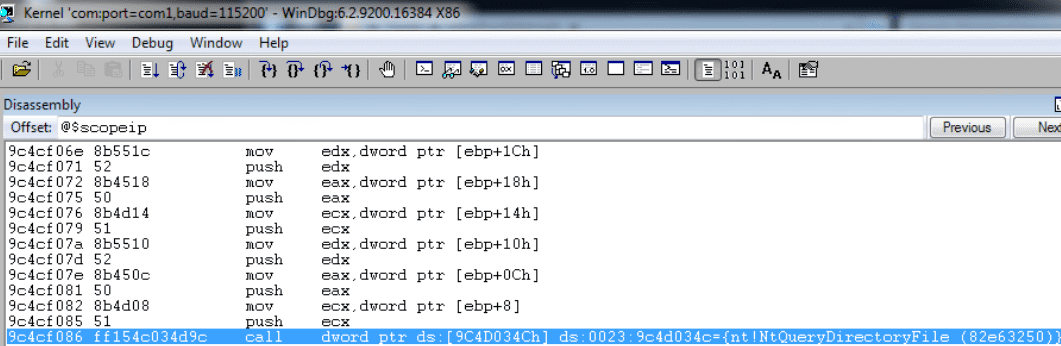 Kernel 'com:port=com1,baud=115200' - WinDbg:6.2.9200.16384 X86
File Edit View Debug Window Help
Disassembly
Offset: @$scopeip Previous Next
9c4cf06e 8b551c mov edx,dword ptr [ebp+1Ch]
9c4cf071 52 push edx
9c4cf072 8b4518 mov eax,dword ptr [ebp+18h]
9c4cf075 50 push eax
9c4cf076 8b4d14 mov ecx,dword ptr [ebp+14h]
9c4cf079 51 push ecx
9c4cf07a 8b5510 mov edx,dword ptr [ebp+10h]
9c4cf07d 52 push edx
9c4cf07e 8b450c mov eax,dword ptr [ebp+0Ch]
9c4cf081 50 push eax
9c4cf082 8b4d08 mov ecx,dword ptr [ebp+8]
9c4cf085 51 push ecx
9c4cf086 ff154c034d9c call dword ptr ds:[9C4D034Ch] ds:0023:9c4d034c={nt!NtQueryDirectoryFile (82e63250)}